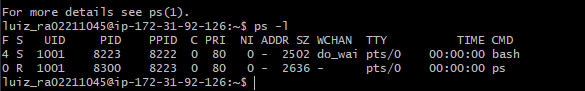 For more details see ps(1).
luiz_ra02211045@ip-172-31-92-126:~$ ps -l
F S   UID     PID    PPID  C PRI  NI ADDR SZ WCHAN  TTY          TIME CMD
4 S  1001    8223    8222  0  80   0 -  2502 do_wai pts/0    00:00:00 bash
0 R  1001    8300    8223  0  80   0 -  2636 -      pts/0    00:00:00 ps
luiz_ra02211045@ip-172-31-92-126:~$